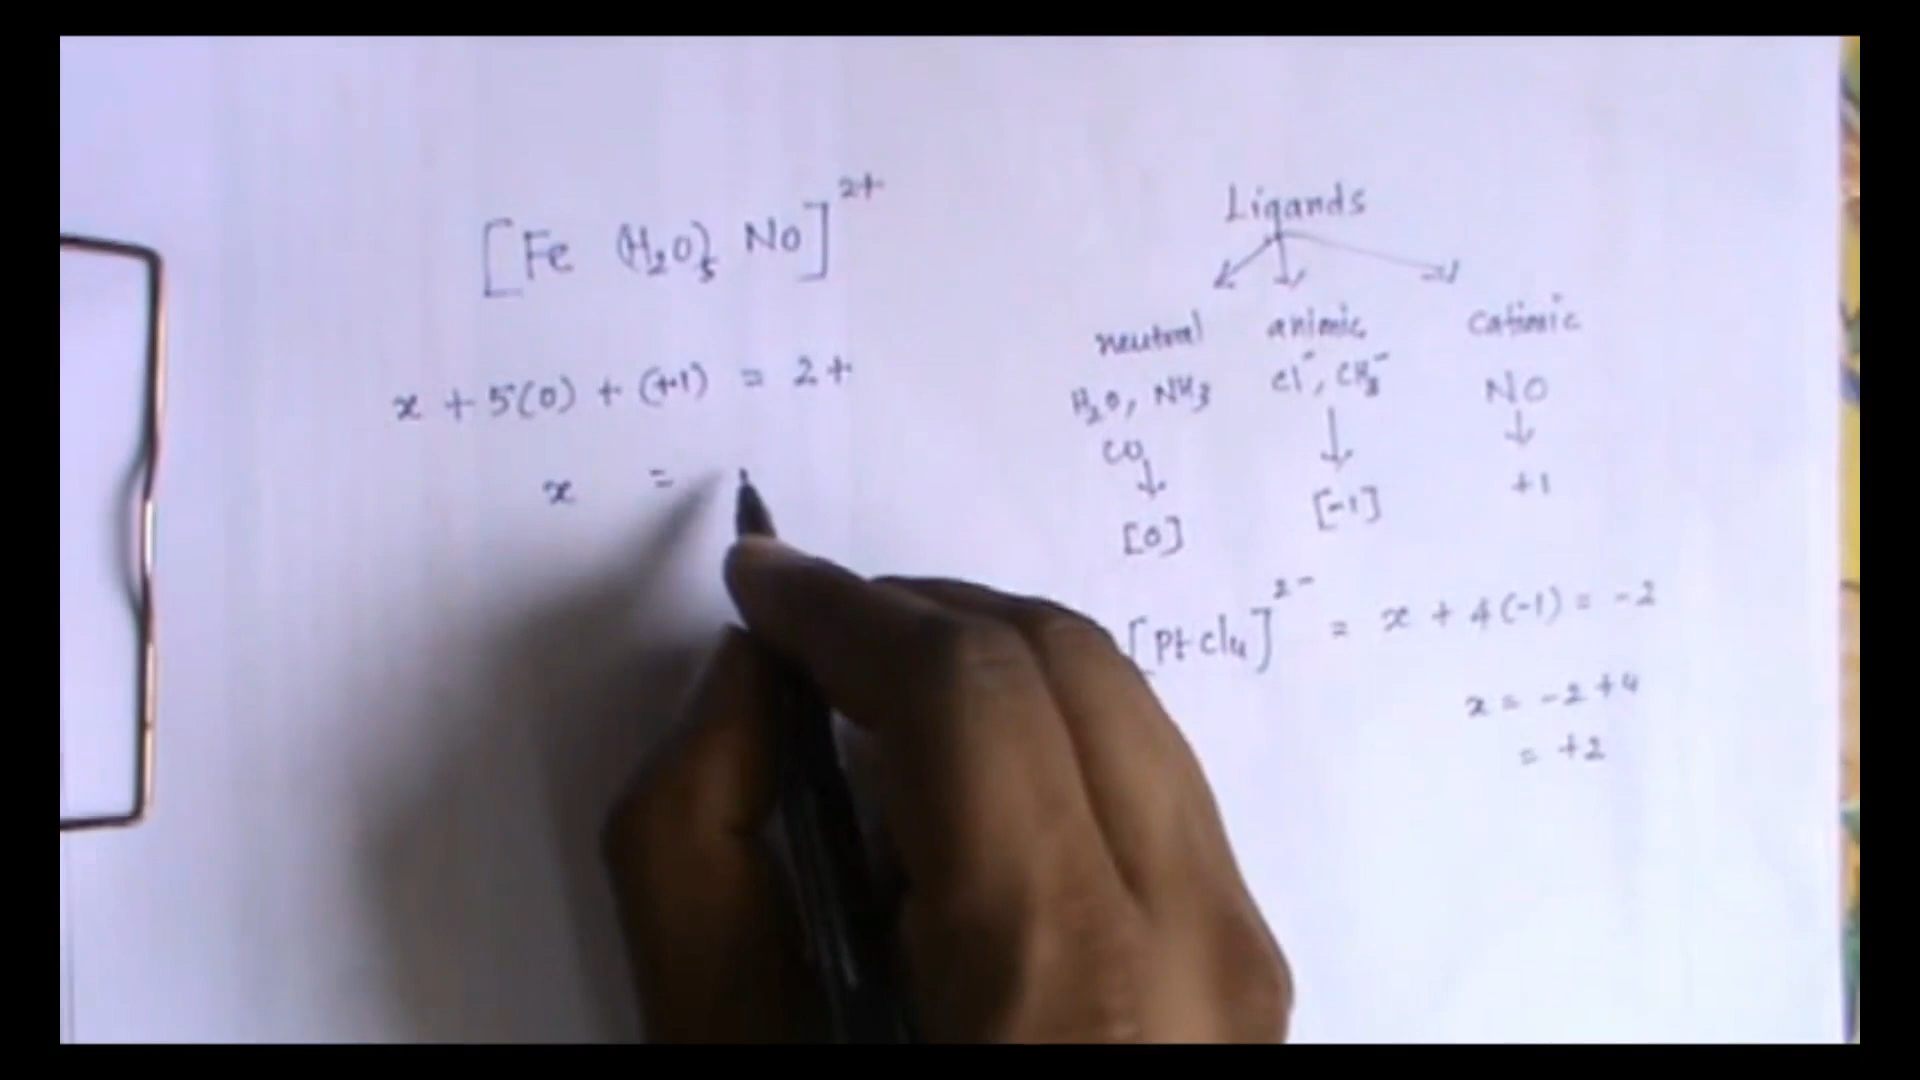 [Fe (H₂O)₅ No]²⁺
x + 5(0) + (+1) = 2+
x =
Ligands
neutral anionic cationic
H₂O, NH₃ Cl⁻, CH₃⁻ NO
CO
[0] [-1] +1
[Ptcl₄]²⁻ = x + 4(-1) = -2
x = -2+4
= +2